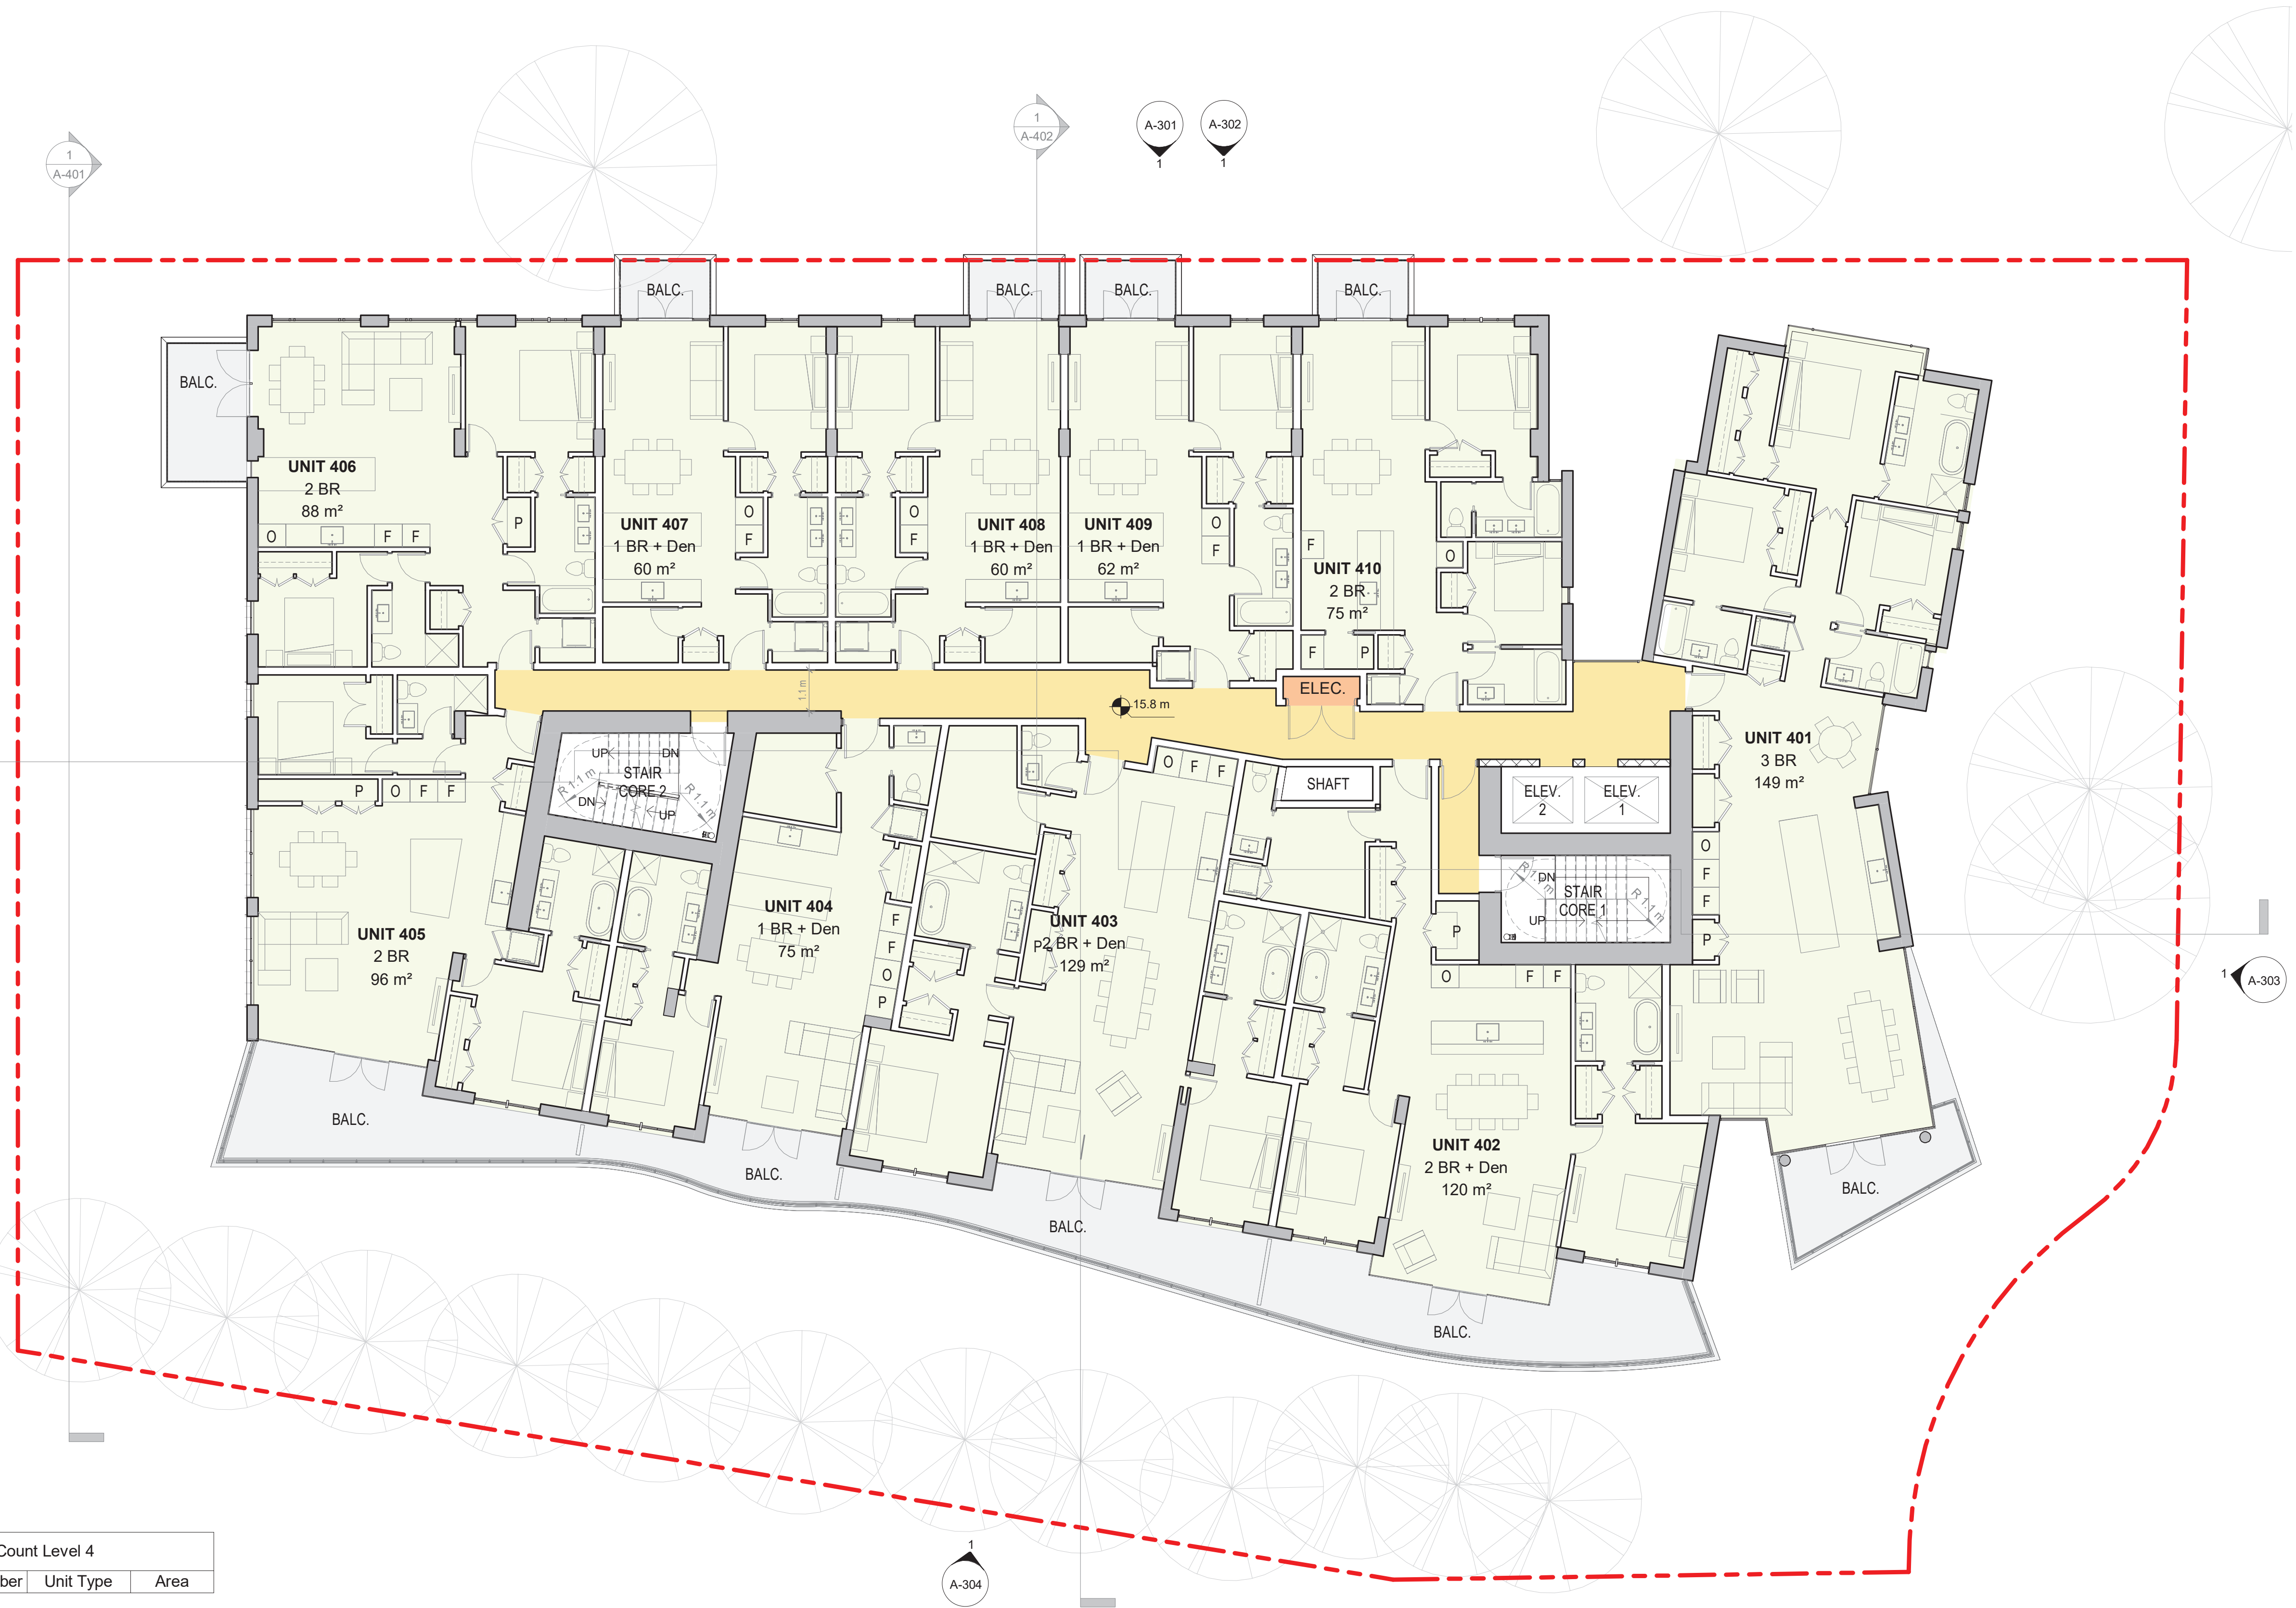 1
A-401
1
A-402
A-301
1
A-302
1
BALC.
BALC.
BALC.
BALC.
BALC.
UNIT 406
2 BR
88 m²
O
F
F
P
UNIT 407
1 BR + Den
60 m²
O
F
UNIT 408
1 BR + Den
60 m²
O
F
UNIT 409
1 BR + Den
62 m²
O
F
UNIT 410
2 BR
75 m²
F
O
F
P
1.1 m
15.8 m
ELEC.
UNIT 401
3 BR
149 m²
O
F
F
P
UP
DN
STAIR
CORE 2
DN
UP
R 1.1 m
R 1.1 m
SHAFT
ELEV.
2
ELEV.
1
DN
STAIR
CORE 1
UP
R 1.1 m
R 1.1 m
P
O
F
F
UNIT 405
2 BR
96 m²
UNIT 404
1 BR + Den
75 m²
F
F
O
P
O
F
F
UNIT 403
2 BR + Den
129 m²
P
P
O
F
F
UNIT 402
2 BR + Den
120 m²
BALC.
BALC.
BALC.
BALC.
BALC.
1
A-303
1
A-304
Count Level 4
ber
Unit Type
Area